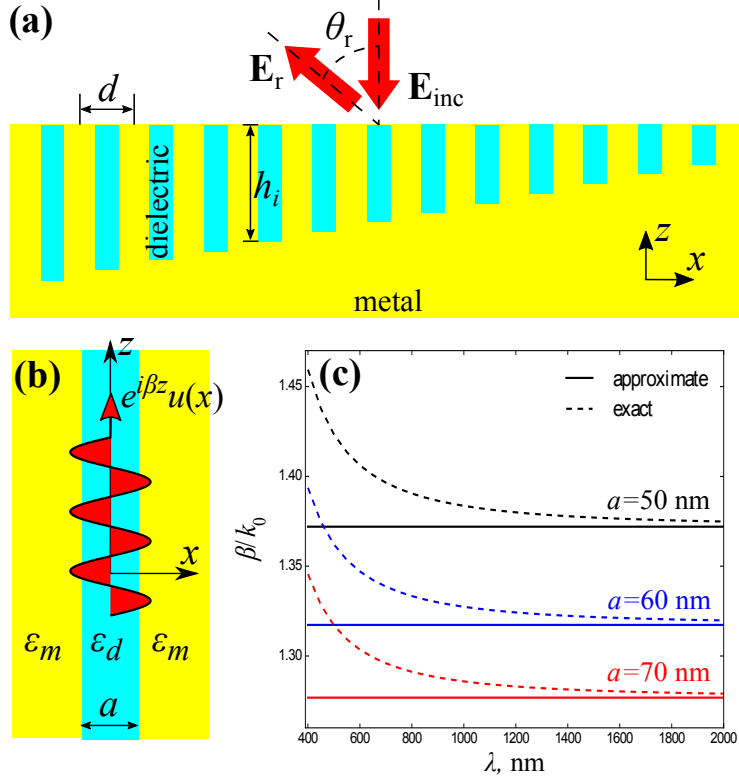 (a)
θr
Er
Einc
d
dielectric
hi
z
x
metal
(b)
z
e^iβz u(x)
x
εm εd εm
a
(c)
approximate
exact
1.45
1.40
1.35
1.30
β/k0
a=50 nm
a=60 nm
a=70 nm
400 600 800 1000 1200 1400 1600 1800 2000
λ, nm